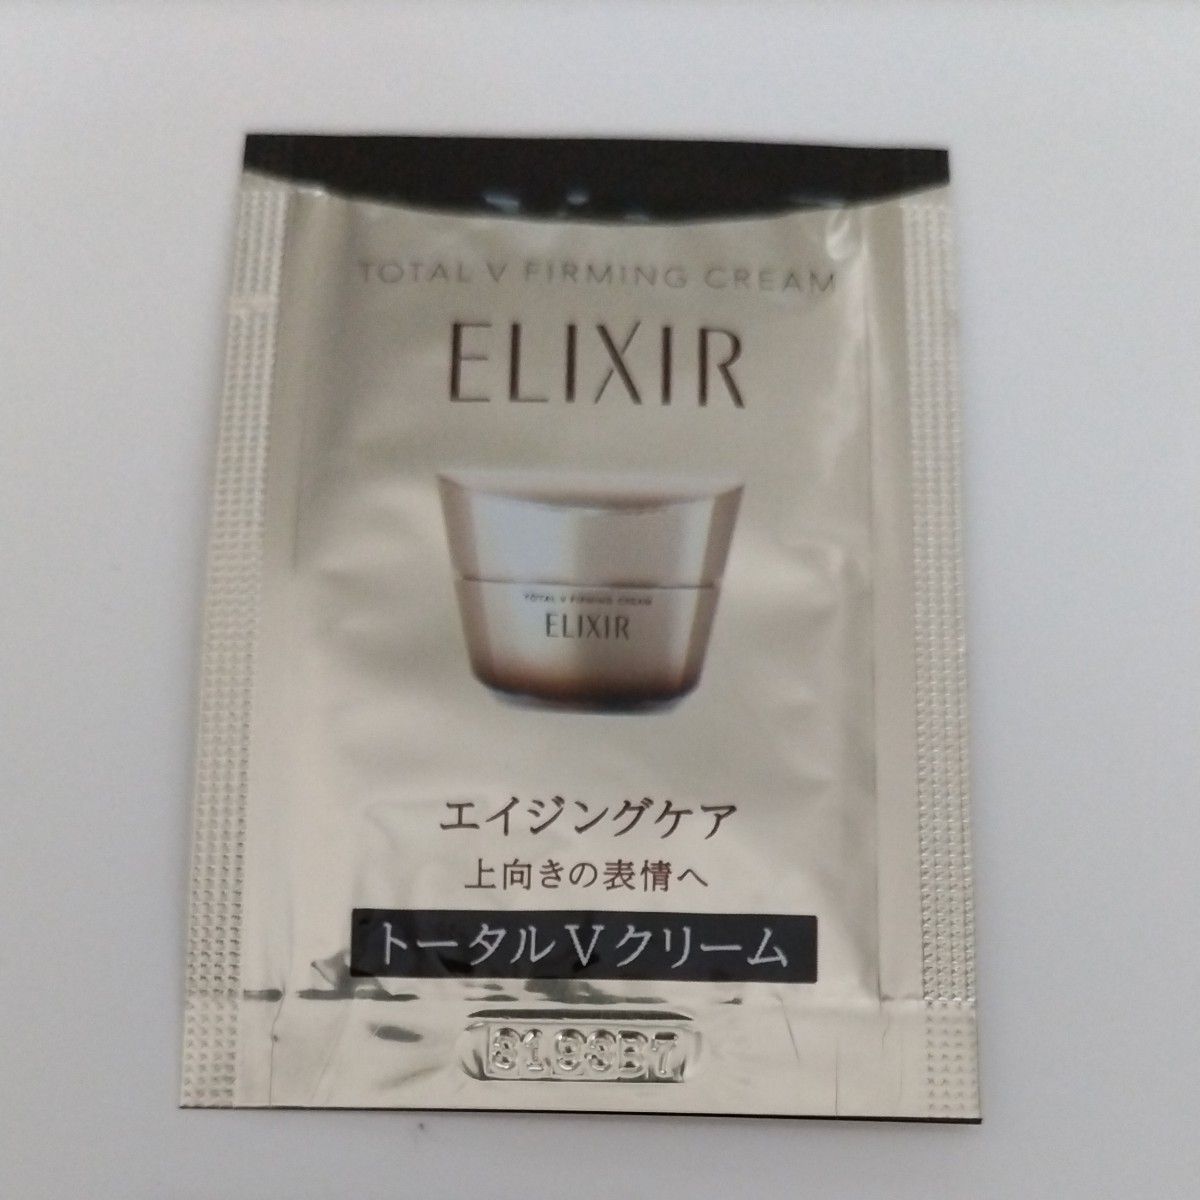 TOTAL V FIRMING CREAM
ELIXIR
TOTAL V FIRMING CREAM
ELIXIR
エイジングケア
上向きの表情へ
トータルVクリーム